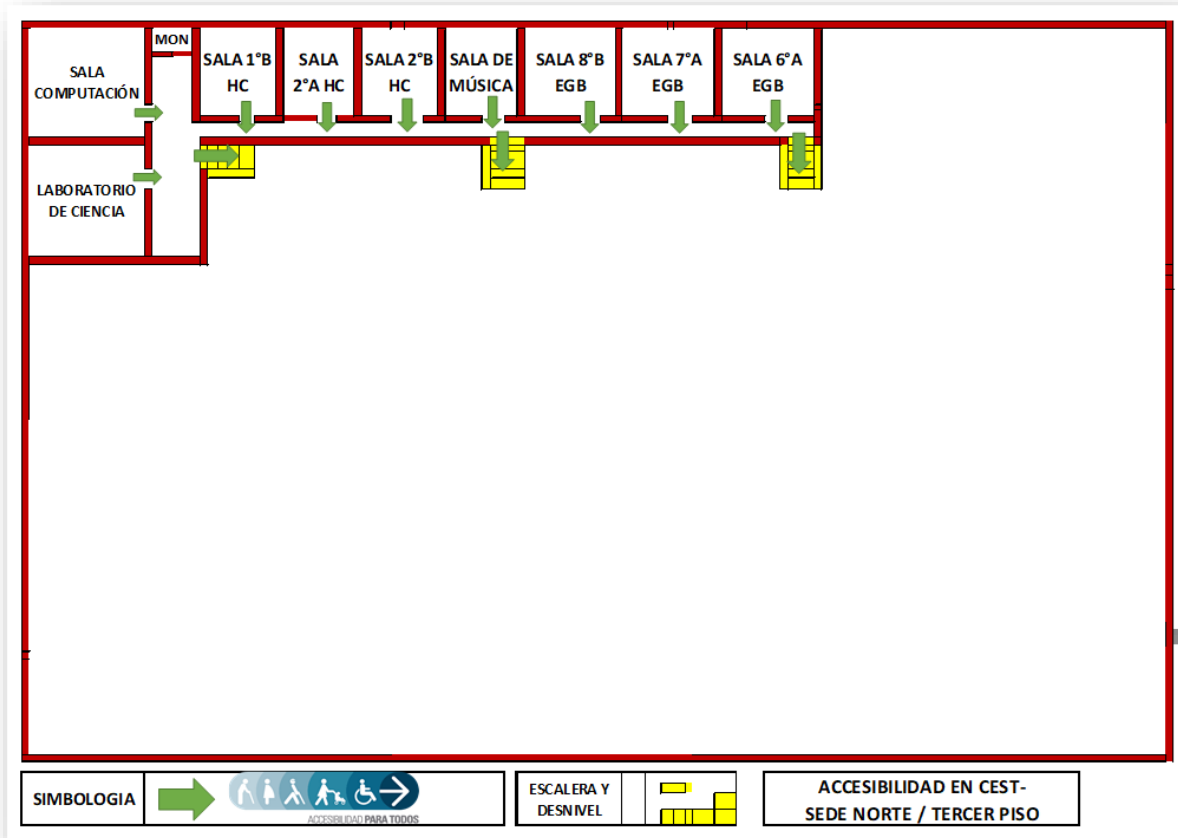 MON
SALA
COMPUTACIÓN
SALA 1°B
HC
SALA
2°A HC
SALA 2°B
HC
SALA DE
MÚSICA
SALA 8°B
EGB
SALA 7°A
EGB
SALA 6°A
EGB
LABORATORIO
DE CIENCIA
SIMBOLOGIA
ACCESIBILIDAD PARA TODOS
ESCALERA Y
DESNIVEL
ACCESIBILIDAD EN CEST-
SEDE NORTE / TERCER PISO